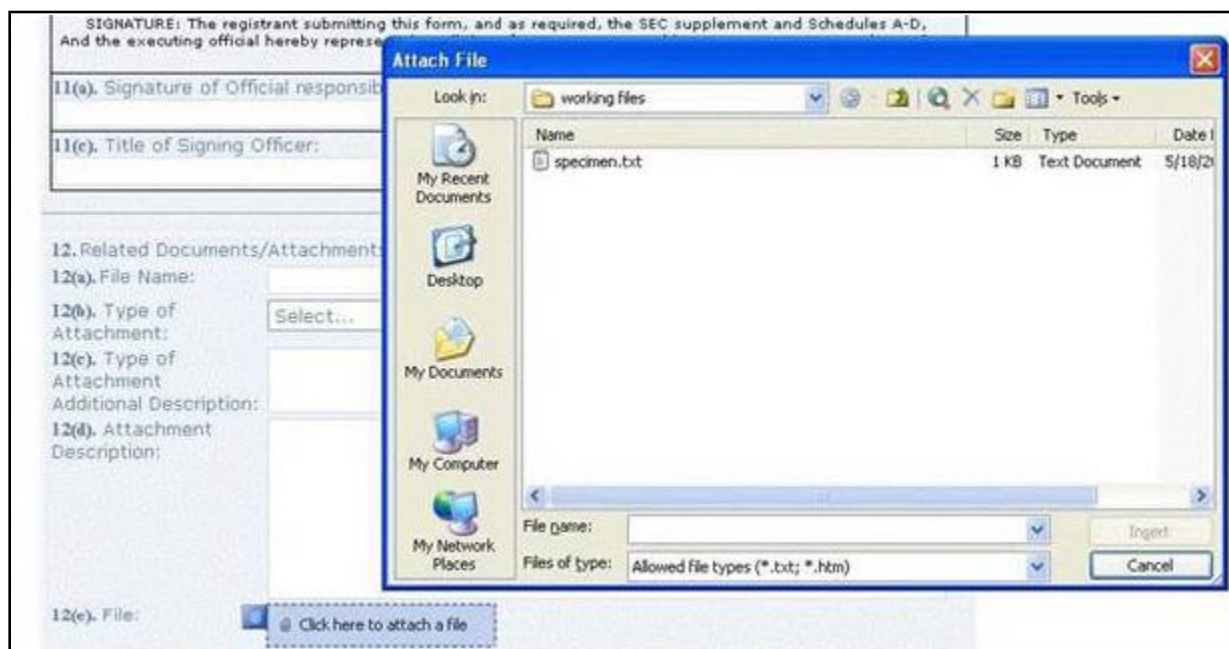 SIGNATURE: The registrant submitting this form, and as required, the SEC supplement and Schedules A-D,
And the executing official hereby
11(a). Signature of Official
11(c). Title of Signing Officer:
12. Related Documents/Attachments
12(a). File Name:
12(b). Type of
Attachment:
Select...
12(c). Type of
Attachment
Additional Description:
12(d). Attachment
Description:
12(e). File:
Click here to attach a file
Attach File
Look in:
working files
Tools
Name
Size
Type
specimen.txt
1 KB
Text Document
My Recent
Documents
Desktop
My Documents
My Computer
My Network
Places
File name:
Insert
Files of type:
Allowed file types (*.txt; *.htm)
Cancel